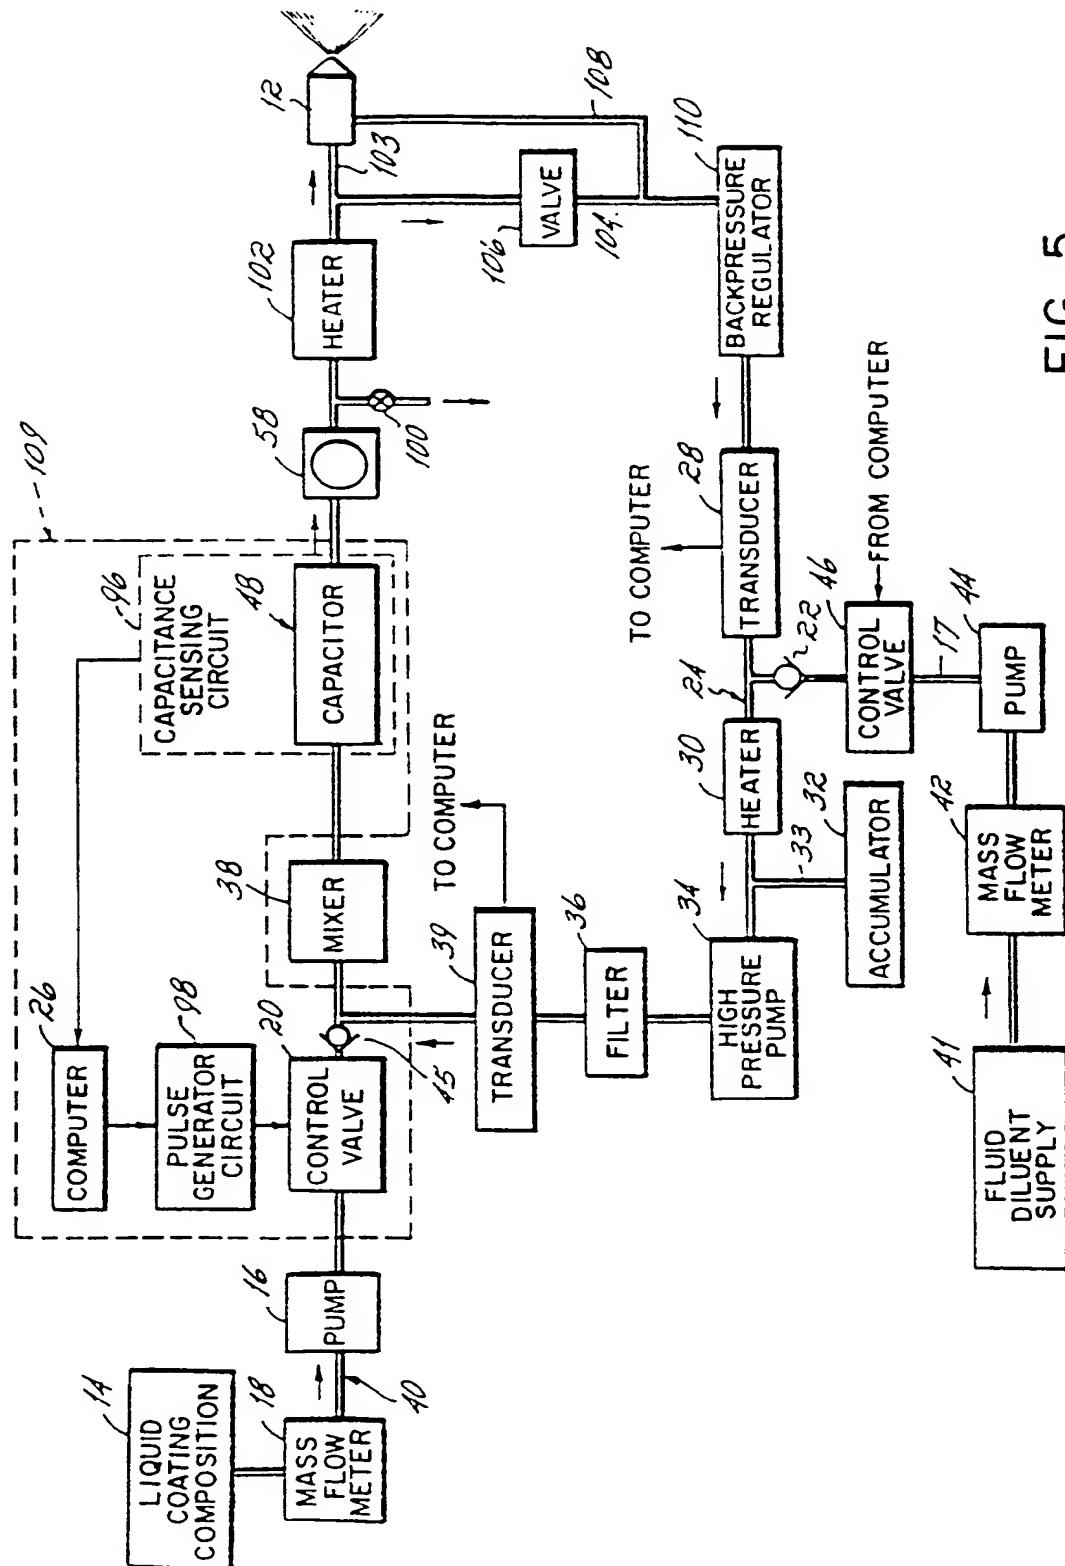 109
96
CAPACITANCE
SENSING
CIRCUIT
26
COMPUTER
98
PULSE
GENERATOR
CIRCUIT
20
CONTROL
VALVE
45
38
MIXER
48
CAPACITOR
58
100
102
HEATER
103
12
108
106
VALVE
104
110
BACKPRESSURE
REGULATOR
14
LIQUID
COATING
COMPOSITION
18
MASS
FLOW
METER
40
16
PUMP
TO COMPUTER
39
TRANSDUCER
36
FILTER
34
HIGH
PRESSURE
PUMP
TO COMPUTER
28
TRANSDUCER
24
30
HEATER
22
33
32
ACCUMULATOR
46
CONTROL
VALVE
FROM COMPUTER
17
44
PUMP
42
MASS
FLOW
METER
41
FLUID
DILUENT
SUPPLY
FIG. 5